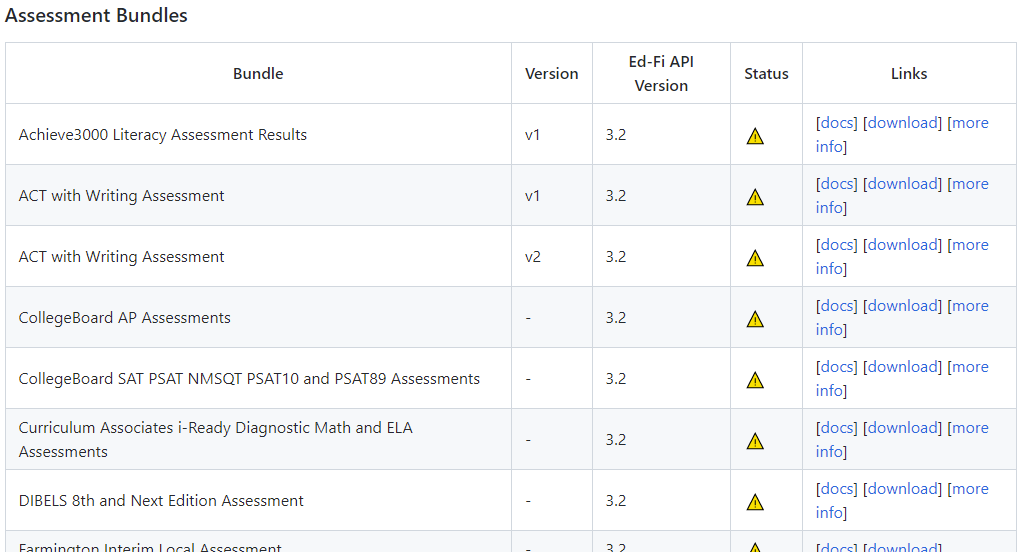 Assessment Bundles
Bundle Version Ed-Fi API Version Status Links
Achieve3000 Literacy Assessment Results v1 3.2 [docs] [download] [more info]
ACT with Writing Assessment v1 3.2 [docs] [download] [more info]
ACT with Writing Assessment v2 3.2 [docs] [download] [more info]
CollegeBoard AP Assessments - 3.2 [docs] [download] [more info]
CollegeBoard SAT PSAT NMSQT PSAT10 and PSAT89 Assessments - 3.2 [docs] [download] [more info]
Curriculum Associates i-Ready Diagnostic Math and ELA Assessments - 3.2 [docs] [download] [more info]
DIBELS 8th and Next Edition Assessment - 3.2 [docs] [download] [more info]
Farmington Interim Local Assessment - 3.2 [docs] [download]